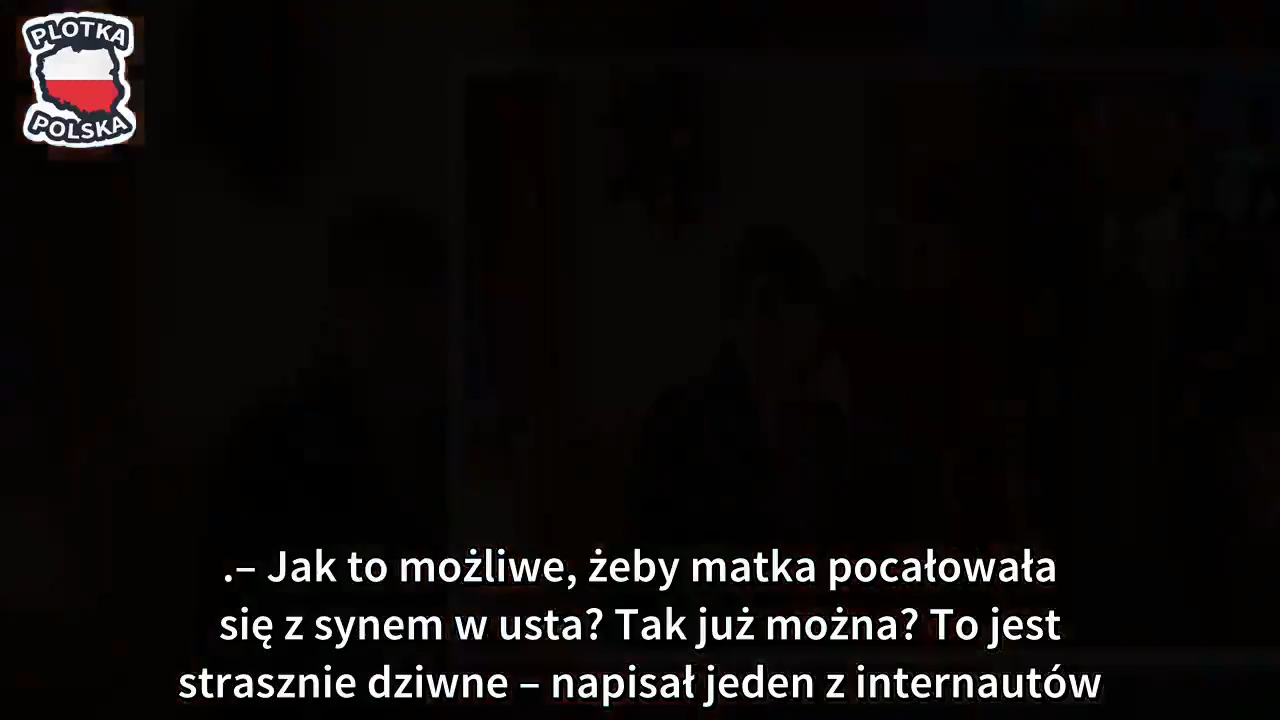 PLOTKA
POLSKA
.– Jak to możliwe, żeby matka pocałowała
się z synem w usta? Tak już można? To jest
strasznie dziwne – napisał jeden z internautów